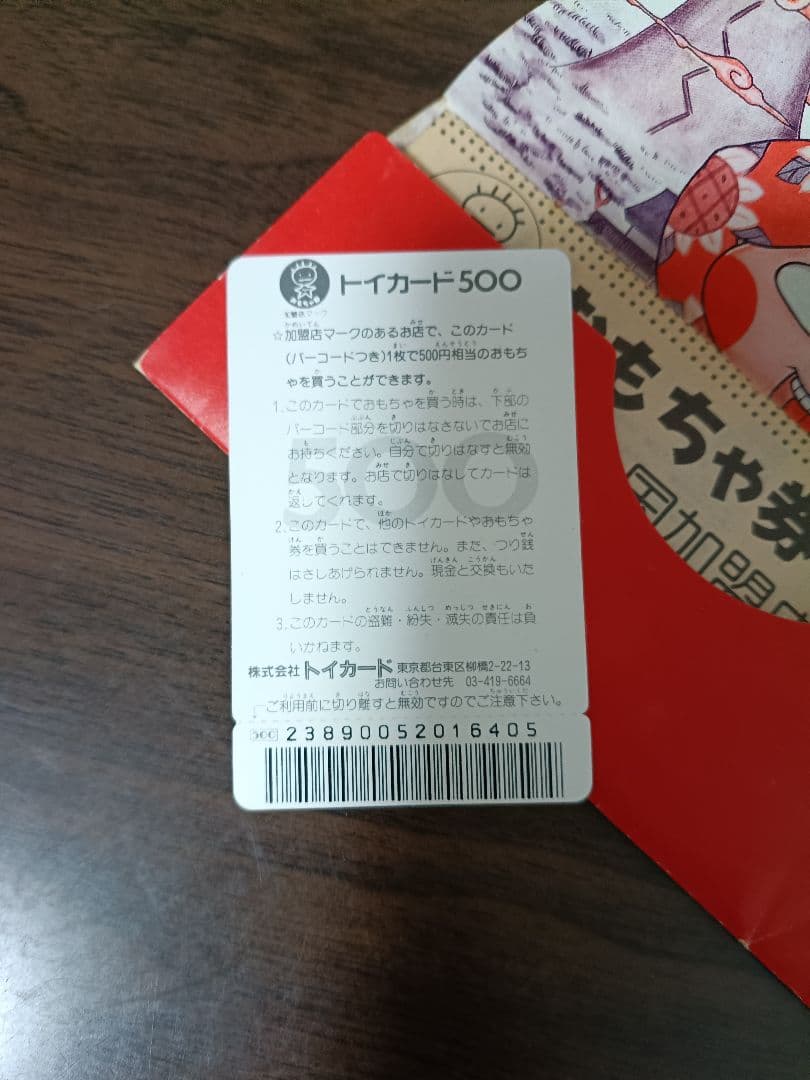 おもちゃ券
トイカード500
加盟店マーク
☆加盟店マークのあるお店で、このカード
(バーコードつき)1枚で500円相当のおもち
ゃを買うことができます。
1.このカードでおもちゃを買う時は、下部の
バーコード部分を切りはなさないでお店に
お持ちください。自分で切りはなすと無効
となります。お店で切りはなしてカードは
返してくれます。
2.このカードで、他のトイカードやおもちゃ
券を買うことはできません。また、つり銭
はさしあげられません。現金と交換もいた
しません。
3.このカードの盗難・紛失・滅失の責任は負
いかねます。
500
株式会社 トイカード 東京都台東区柳橋2-22-13
お問い合わせ先 03-419-6664
ご利用前に切り離すと無効ですのでご注意下さい。
500 23890052016405
おもちゃ券
国加盟